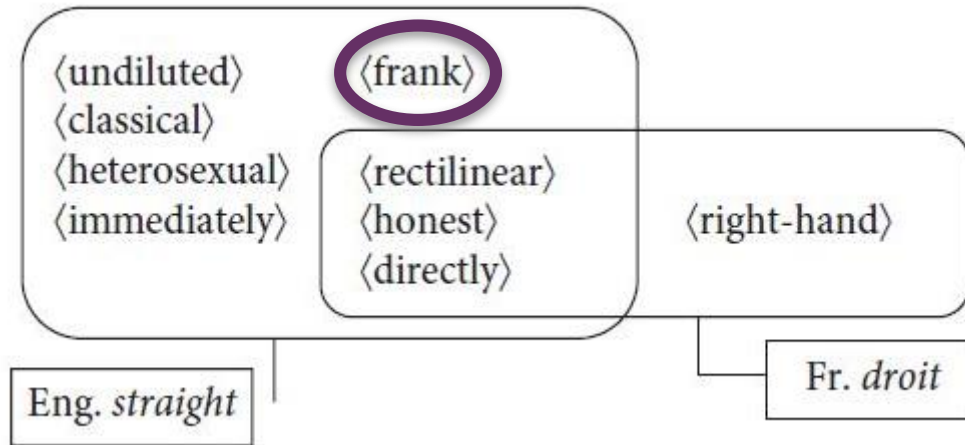 ⟨undiluted⟩ ⟨frank⟩
⟨classical⟩
⟨heterosexual⟩ ⟨rectilinear⟩
⟨immediately⟩ ⟨honest⟩ ⟨right-hand⟩
⟨directly⟩
Eng. straight
Fr. droit